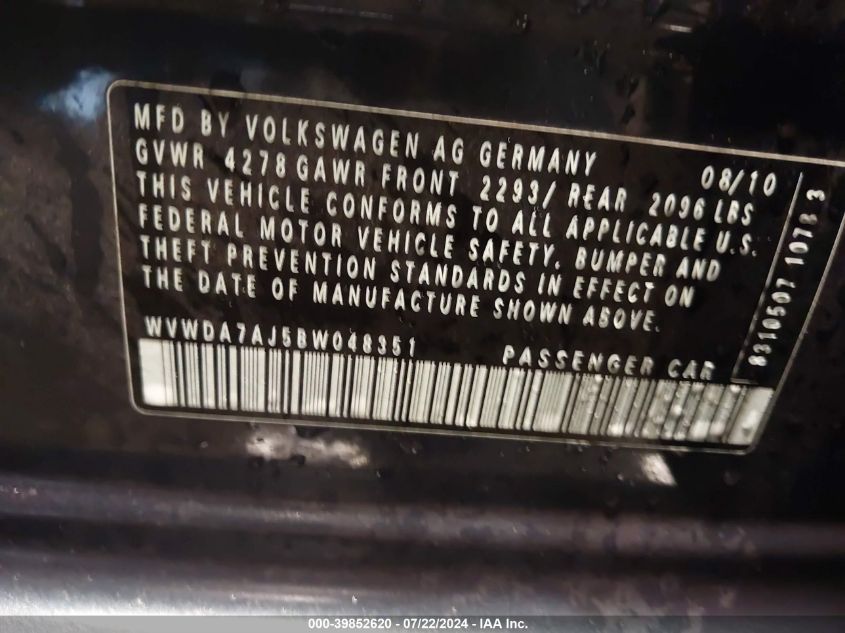 MFD BY VOLKSWAGEN AG GERMANY 08/10
GVWR 4278 GAWR FRONT 2293/ REAR 2096 LBS
THIS VEHICLE CONFORMS TO ALL APPLICABLE U.S.
FEDERAL MOTOR VEHICLE SAFETY, BUMPER AND
THEFT PREVENTION STANDARDS IN EFFECT ON
THE DATE OF MANUFACTURE SHOWN ABOVE.
WVWDA7AJ5BW048351 PASSENGER CAR
8310507 1078 3
000-39852620 - 07/22/2024 - IAA Inc.